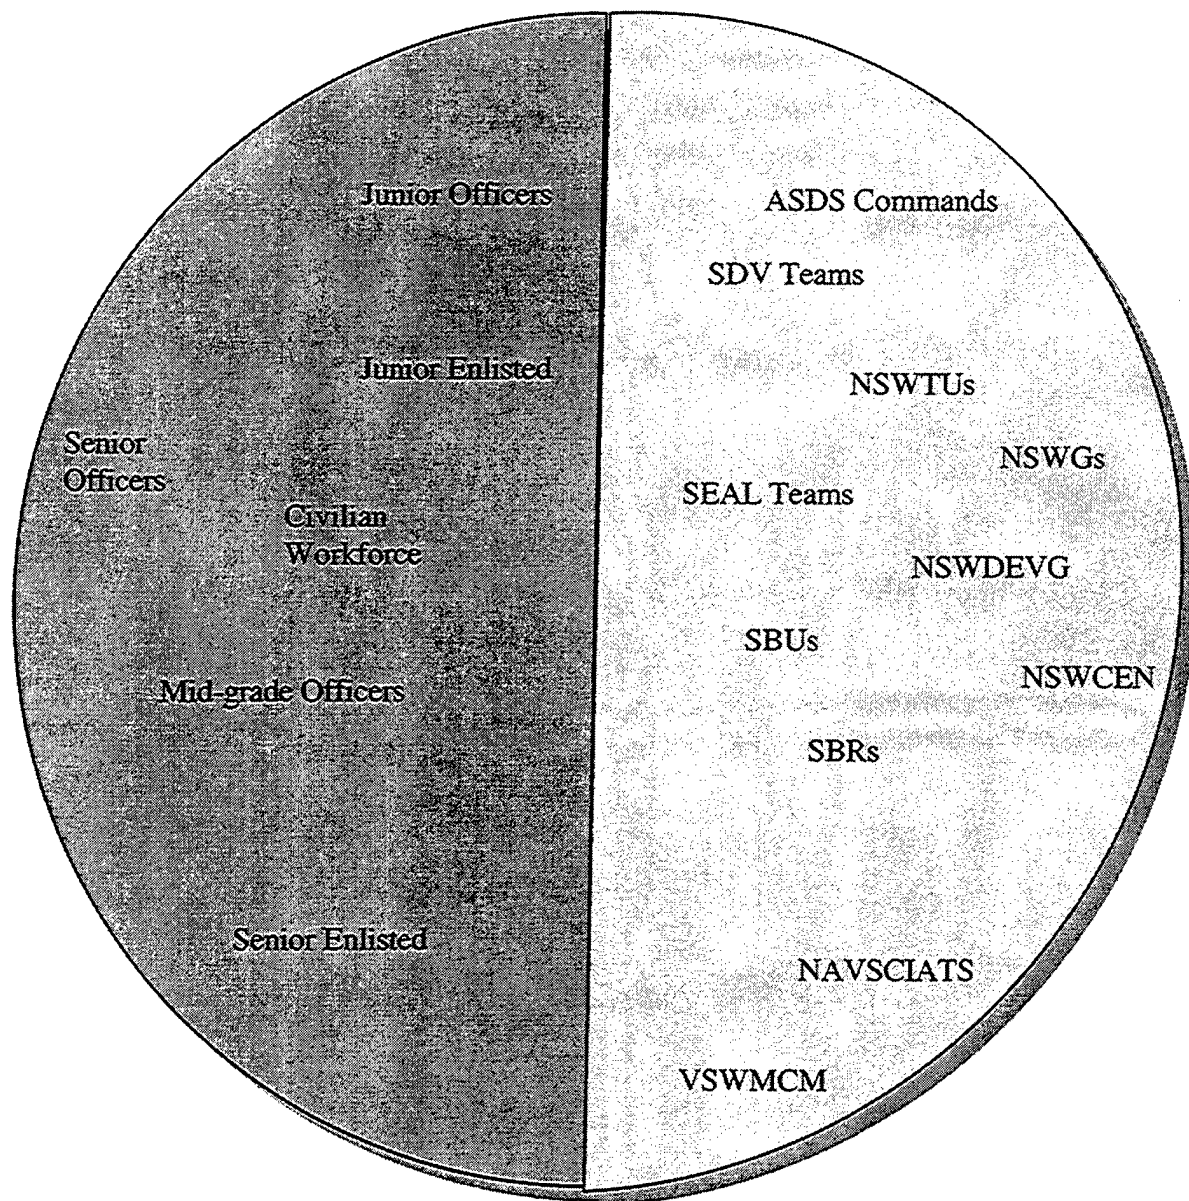 Junior Officers
Junior Enlisted
Senior
Officers
Civilian
Workforce
Mid-grade Officers
Senior Enlisted
ASDS Commands
SDV Teams
NSWTUs
NSWGs
SEAL Teams
NSWDEVG
SBUs
NSWCEN
SBRs
NAVSCIATS
VSWMCM